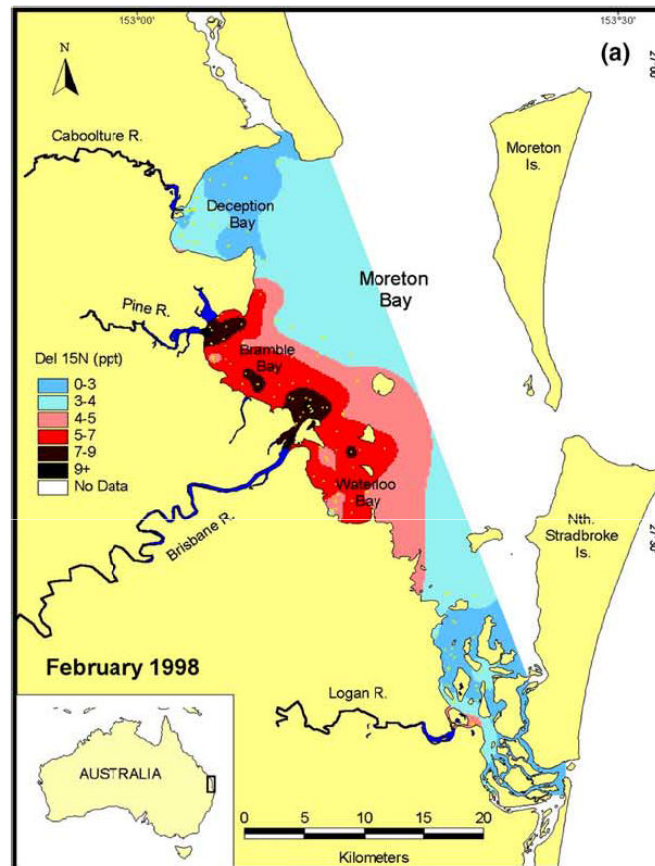 153°00'
153°30'
(a)
N
Caboolture R.
Moreton
Is.
Deception
Bay
Moreton
Bay
Pine R.
Del 15N (ppt)
0-3
3-4
4-5
5-7
7-9
9+
No Data
Bramble
Bay
Waterloo
Bay
Brisbane R.
Nth.
Stradbroke
Is.
February 1998
Logan R.
AUSTRALIA
0 5 10 15 20
Kilometers